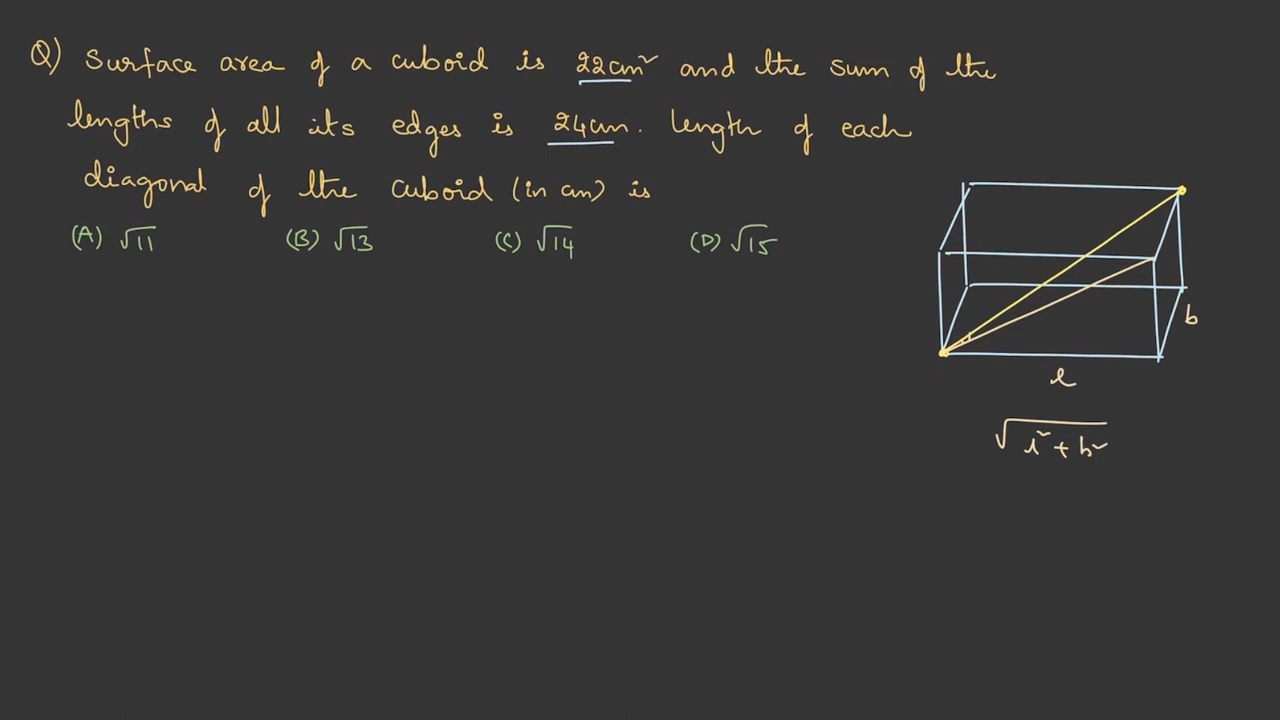 Q) Surface area of a cuboid is 22cm² and the sum of the
lengths of all its edges is 24cm. Length of each
diagonal of the cuboid (in cm) is
(A) √11 (B) √13 (C) √14 (D) √15
b
l
√l²+b²